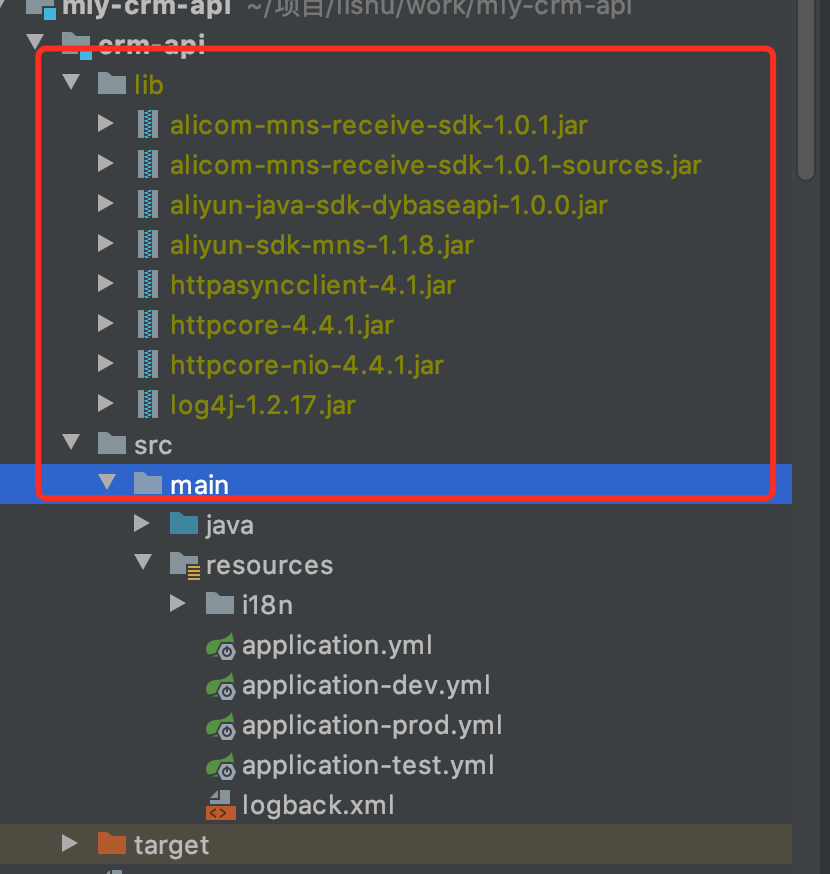 mly-crm-api ~/项目/lishu/work/mly-crm-api
crm-api
lib
alicom-mns-receive-sdk-1.0.1.jar
alicom-mns-receive-sdk-1.0.1-sources.jar
aliyun-java-sdk-dybaseapi-1.0.0.jar
aliyun-sdk-mns-1.1.8.jar
httpasyncclient-4.1.jar
httpcore-4.4.1.jar
httpcore-nio-4.4.1.jar
log4j-1.2.17.jar
src
main
java
resources
i18n
application.yml
application-dev.yml
application-prod.yml
application-test.yml
logback.xml
target